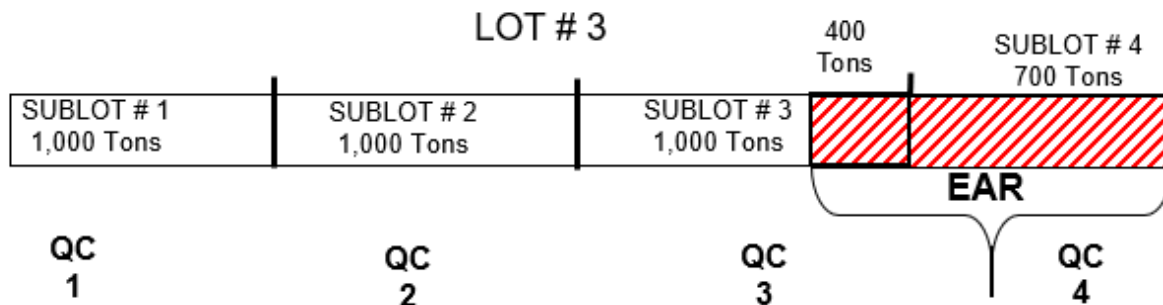 LOT # 3
400
Tons
SUBLOT # 4
700 Tons
SUBLOT # 1
1,000 Tons
SUBLOT # 2
1,000 Tons
SUBLOT # 3
1,000 Tons
EAR
QC
1
QC
2
QC
3
QC
4